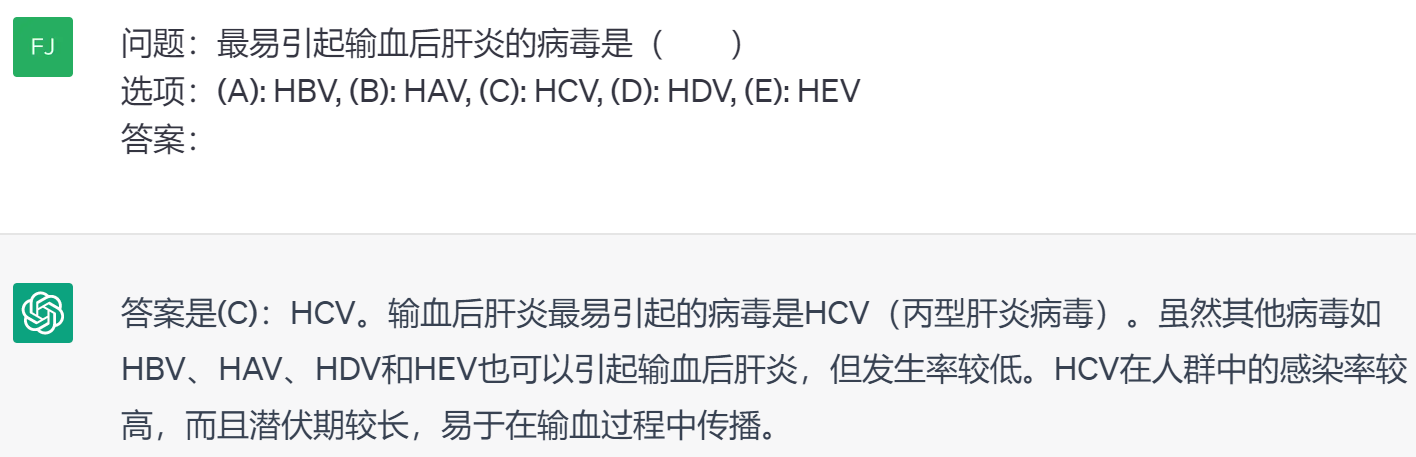 FJ
问题：最易引起输血后肝炎的病毒是（　　）
选项：(A): HBV, (B): HAV, (C): HCV, (D): HDV, (E): HEV
答案：
答案是(C)：HCV。输血后肝炎最易引起的病毒是HCV（丙型肝炎病毒）。虽然其他病毒如
HBV、HAV、HDV和HEV也可以引起输血后肝炎，但发生率较低。HCV在人群中的感染率较
高，而且潜伏期较长，易于在输血过程中传播。